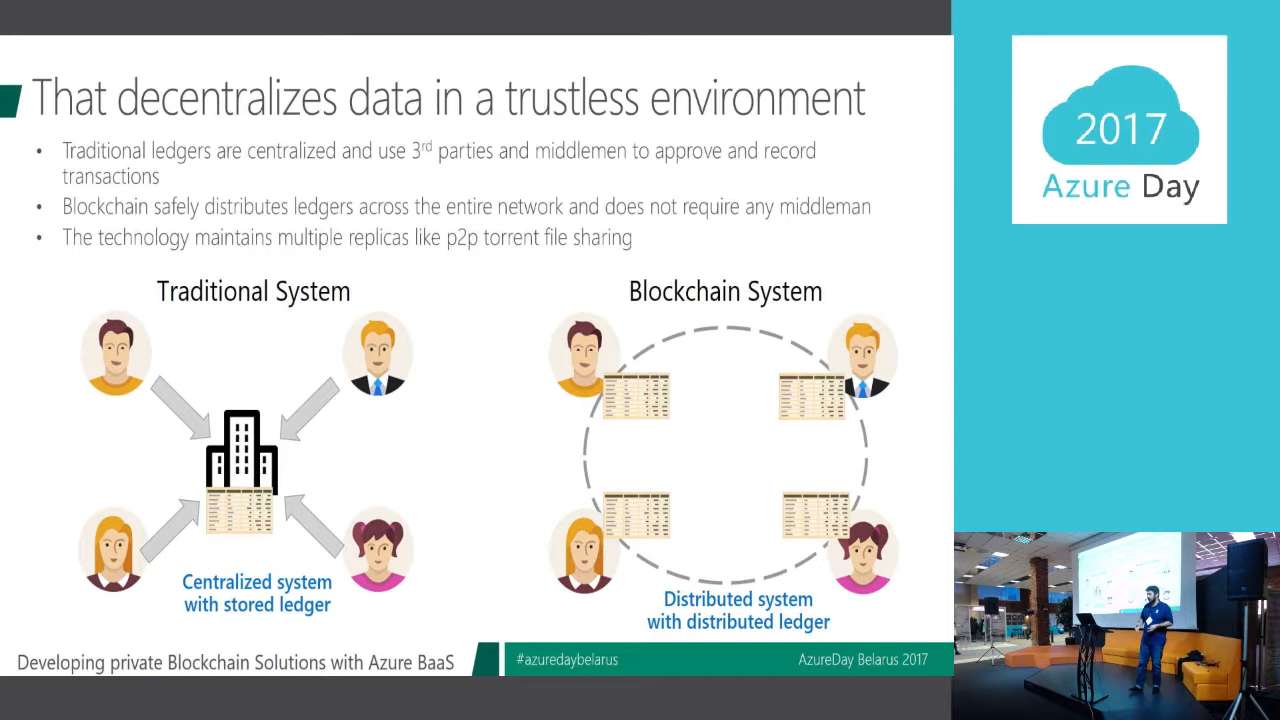 That decentralizes data in a trustless environment
• Traditional ledgers are centralized and use 3rd parties and middlemen to approve and record
transactions
• Blockchain safely distributes ledgers across the entire network and does not require any middleman
• The technology maintains multiple replicas like p2p torrent file sharing
Traditional System
Blockchain System
Centralized system
with stored ledger
Distributed system
with distributed ledger
Developing private Blockchain Solutions with Azure BaaS
#azuredaybelarus
AzureDay Belarus 2017
2017
Azure Day